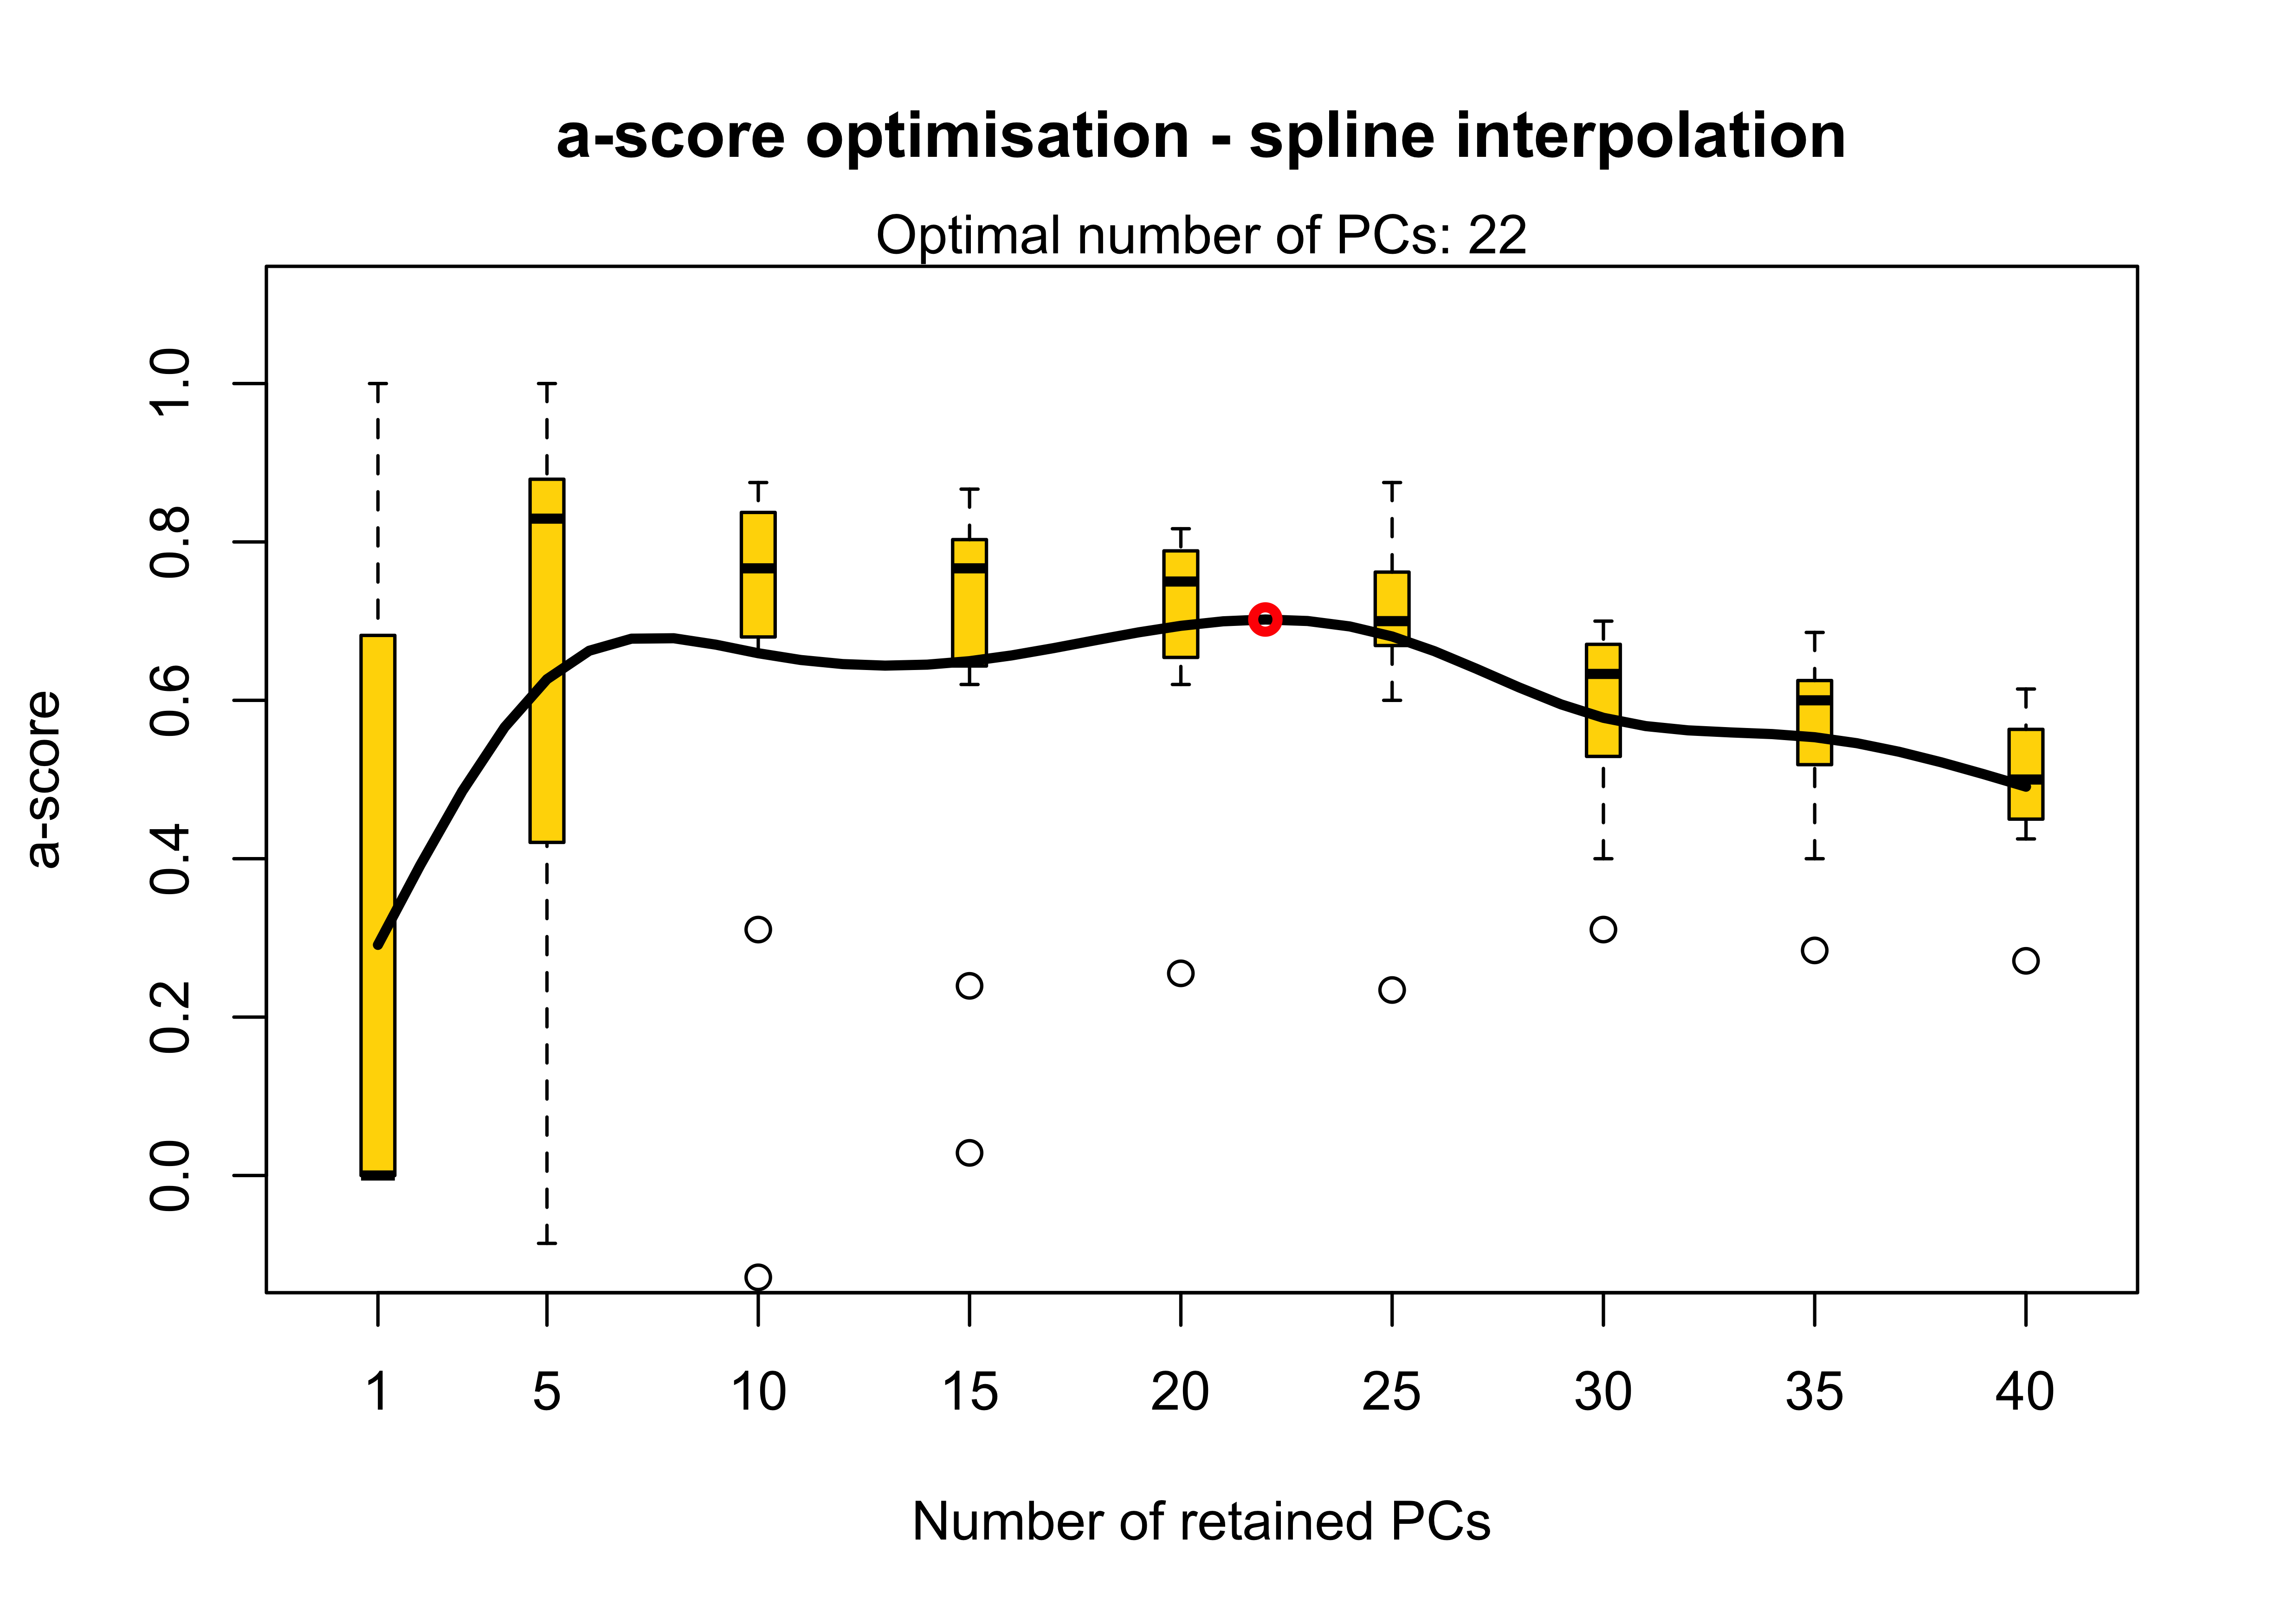 a-score optimisation - spline interpolation
Optimal number of PCs: 22
a-score
1.0
0.8
0.6
0.4
0.2
0.0
1 5 10 15 20 25 30 35 40
Number of retained PCs